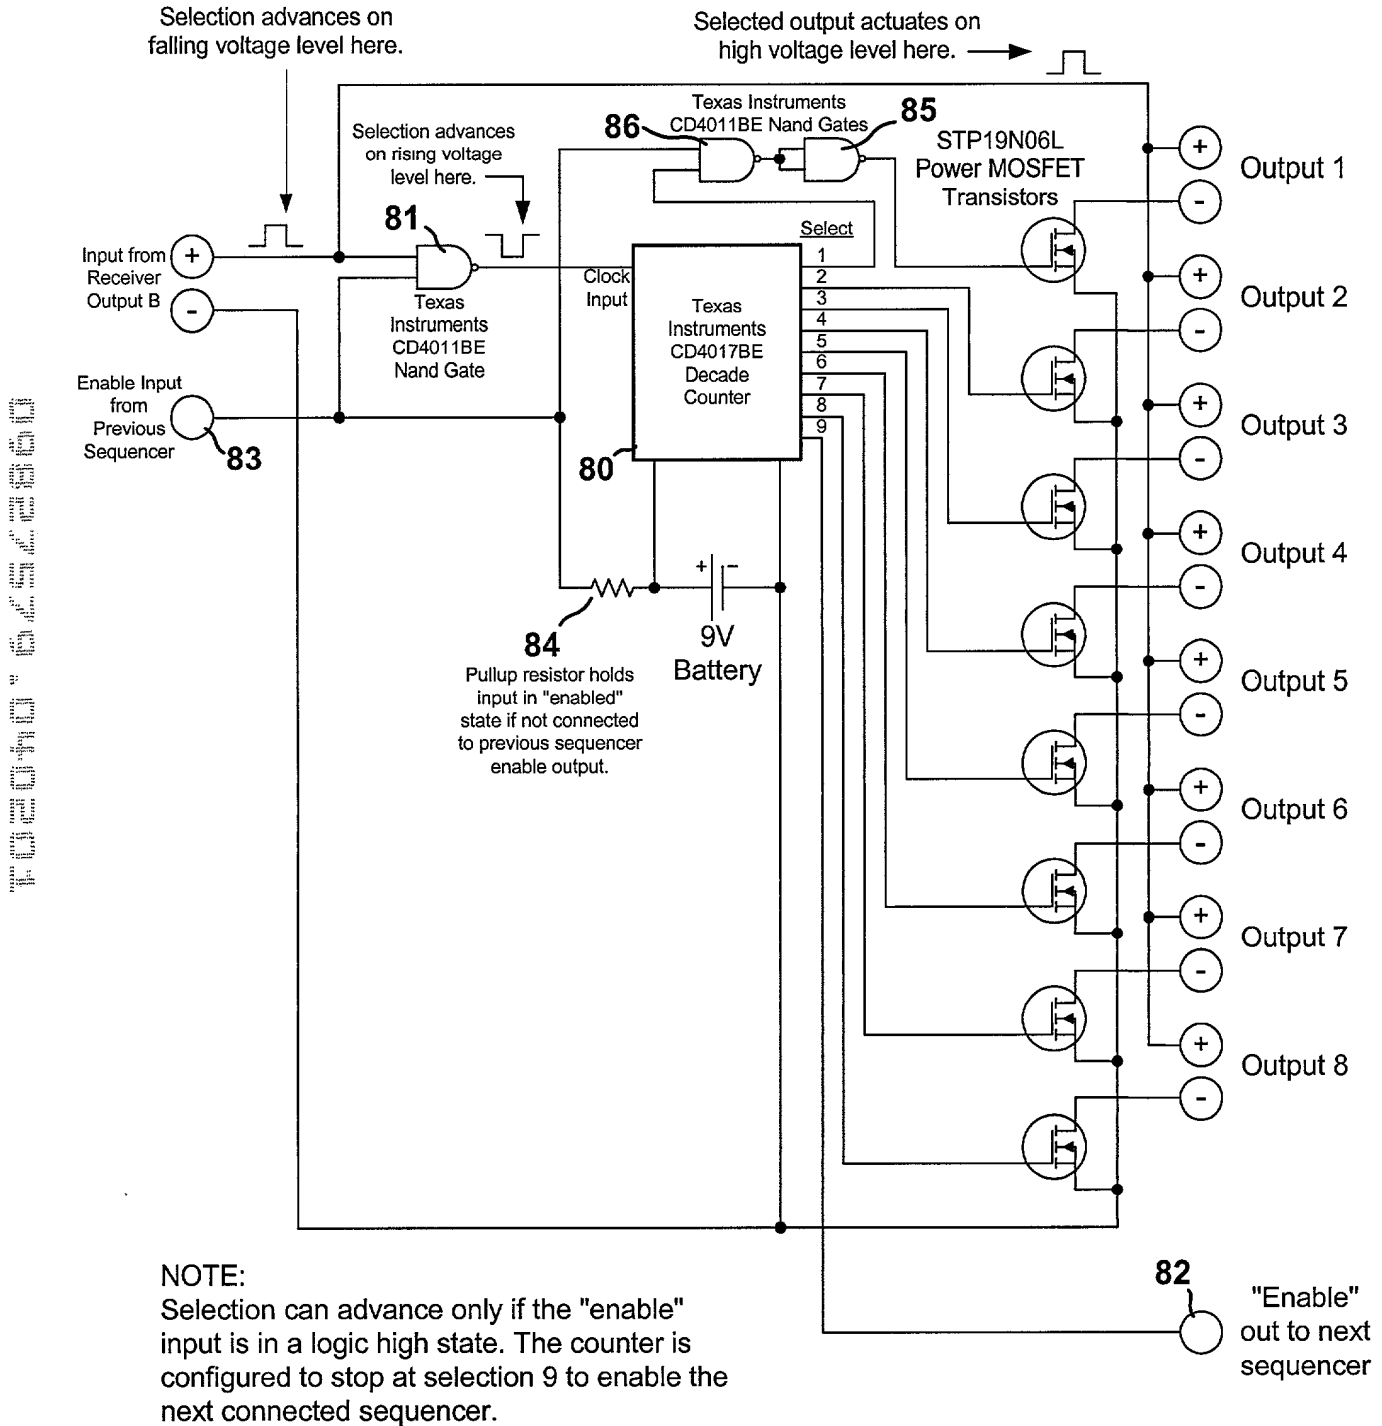 Selection advances on
falling voltage level here.
Selected output actuates on
high voltage level here.
Texas Instruments
CD4011BE Nand Gates
86
85
Selection advances
on rising voltage
level here.
STP19N06L
Power MOSFET
Transistors
81
Input from
Receiver
Output B
+
-
Texas
Instruments
CD4011BE
Nand Gate
Clock
Input
Texas
Instruments
CD4017BE
Decade
Counter
80
Select
1
2
3
4
5
6
7
8
9
Enable Input
from
Previous
Sequencer
83
+ -
9V
Battery
84
Pullup resistor holds
input in "enabled"
state if not connected
to previous sequencer
enable output.
+
Output 1
-
+
Output 2
-
+
Output 3
-
+
Output 4
-
+
Output 5
-
+
Output 6
-
+
Output 7
-
+
Output 8
-
82
"Enable"
out to next
sequencer
NOTE:
Selection can advance only if the "enable"
input is in a logic high state. The counter is
configured to stop at selection 9 to enable the
next connected sequencer.
09827579.040201